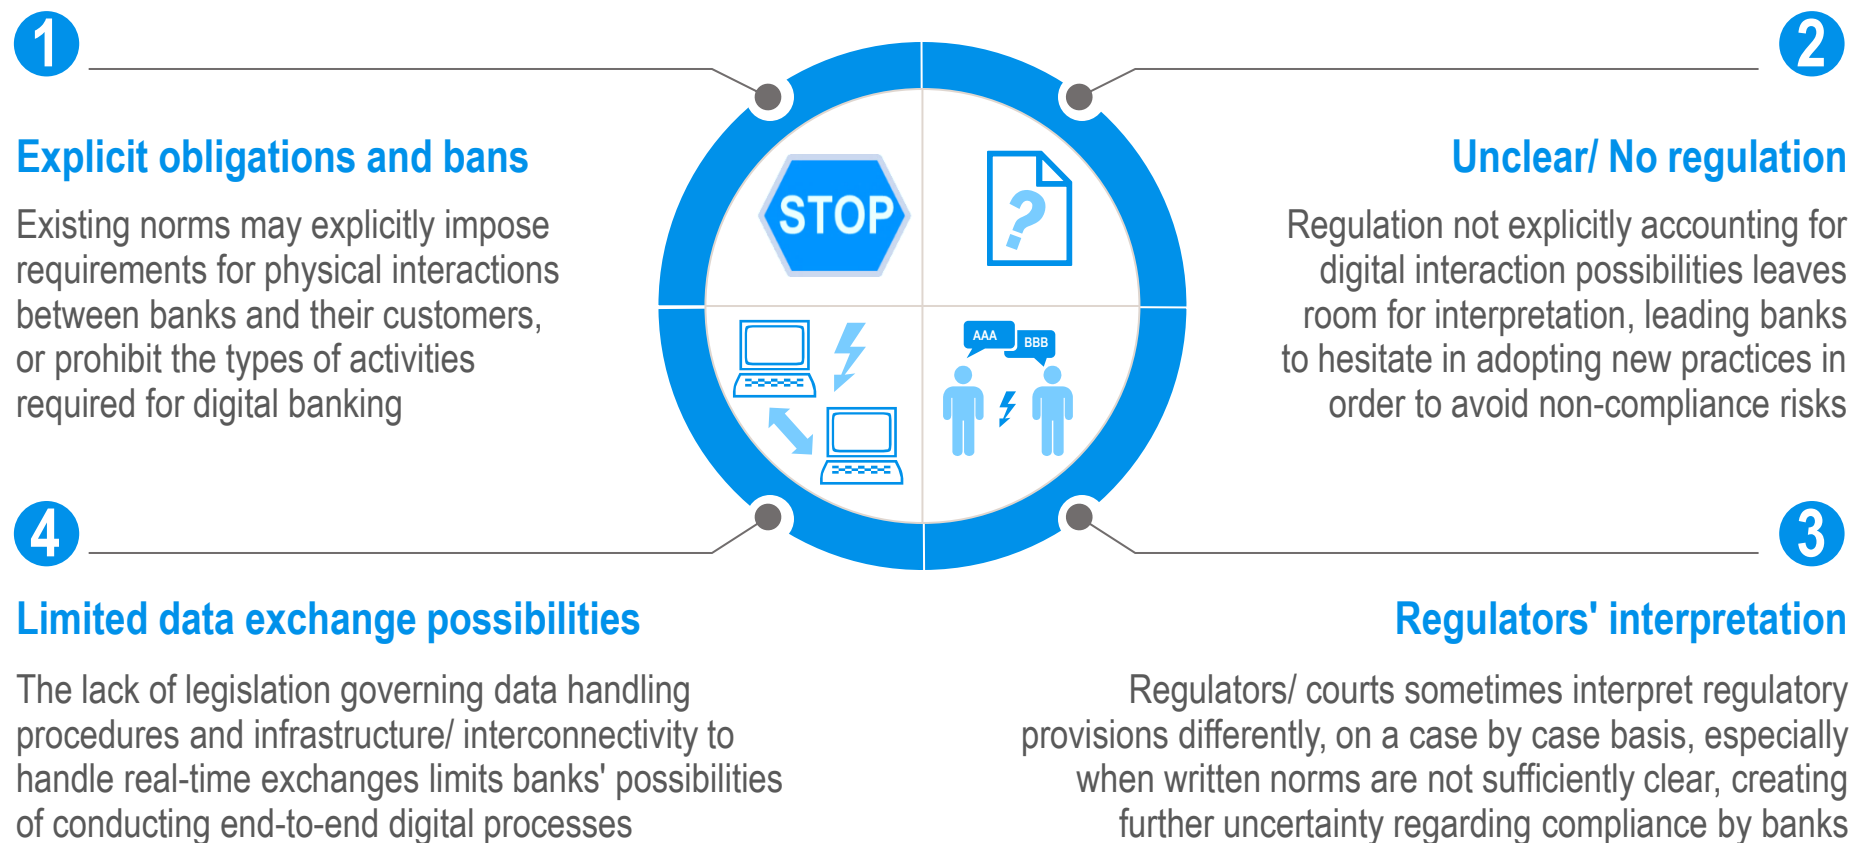 1
Explicit obligations and bans
Existing norms may explicitly impose
requirements for physical interactions
between banks and their customers,
or prohibit the types of activities
required for digital banking
2
Unclear/ No regulation
Regulation not explicitly accounting for
digital interaction possibilities leaves
room for interpretation, leading banks
to hesitate in adopting new practices in
order to avoid non-compliance risks
STOP
?
AAA
BBB
3
Regulators' interpretation
Regulators/ courts sometimes interpret regulatory
provisions differently, on a case by case basis, especially
when written norms are not sufficiently clear, creating
further uncertainty regarding compliance by banks
4
Limited data exchange possibilities
The lack of legislation governing data handling
procedures and infrastructure/ interconnectivity to
handle real-time exchanges limits banks' possibilities
of conducting end-to-end digital processes